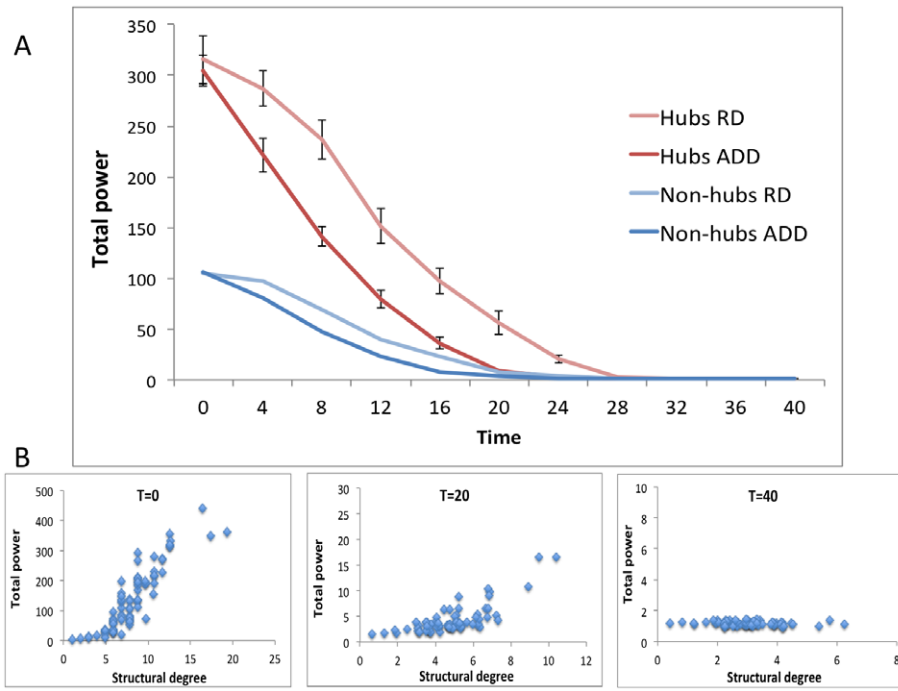 A
350
300
250
200
150
100
50
0
Total power
0 4 8 12 16 20 24 28 32 36 40
Time
Hubs RD
Hubs ADD
Non-hubs RD
Non-hubs ADD
B
T=0
500
400
300
200
100
0
Total power
0 5 10 15 20 25
Structural degree
T=20
30
25
20
15
10
5
0
Total power
0 2 4 6 8 10 12
Structural degree
T=40
10
8
6
4
2
0
Total power
0 2 4 6 8
Structural degree